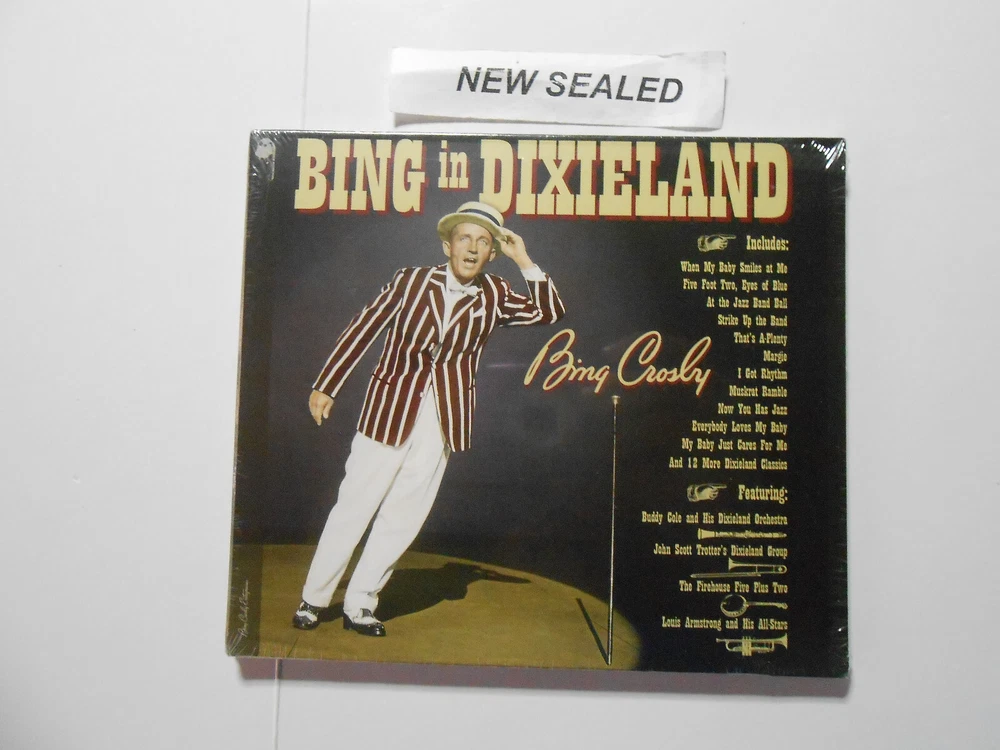 NEW SEALED
BING in DIXIELAND
Includes:
When My Baby Smiles at Me
Five Foot Two, Eyes of Blue
At the Jazz Band Ball
Strike Up the Band
That's A-Plenty
Margie
I Got Rhythm
Muskrat Ramble
Now You Has Jazz
Everybody Loves My Baby
My Baby Just Cares For Me
And 12 More Dixieland Classics
Bing Crosby
Featuring:
Buddy Cole and His Dixieland Orchestra
John Scott Trotter's Dixieland Group
The Firehouse Five Plus Two
Louis Armstrong and His All-Stars